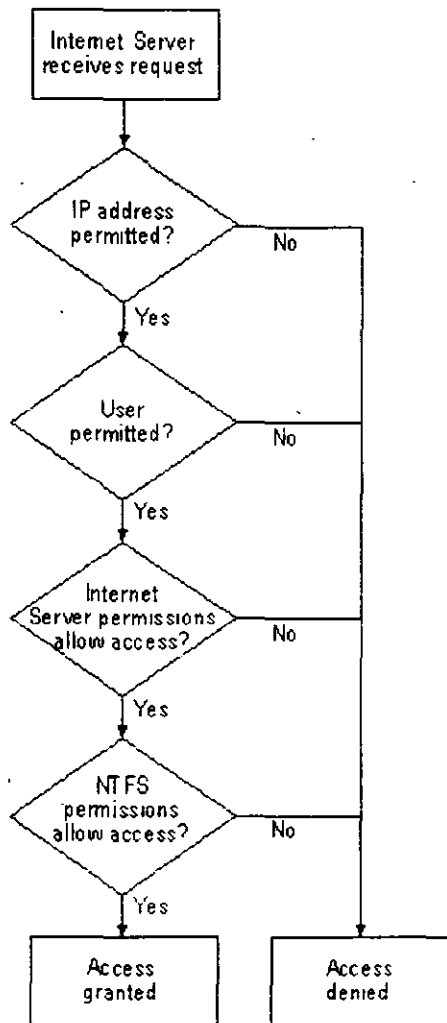 Internet Server
receives request
IP address
permitted?
No
Yes
User
permitted?
No
Yes
Internet
Server permissions
allow access?
No
Yes
NTFS
permissions
allow access?
No
Yes
Access
granted
Access
denied